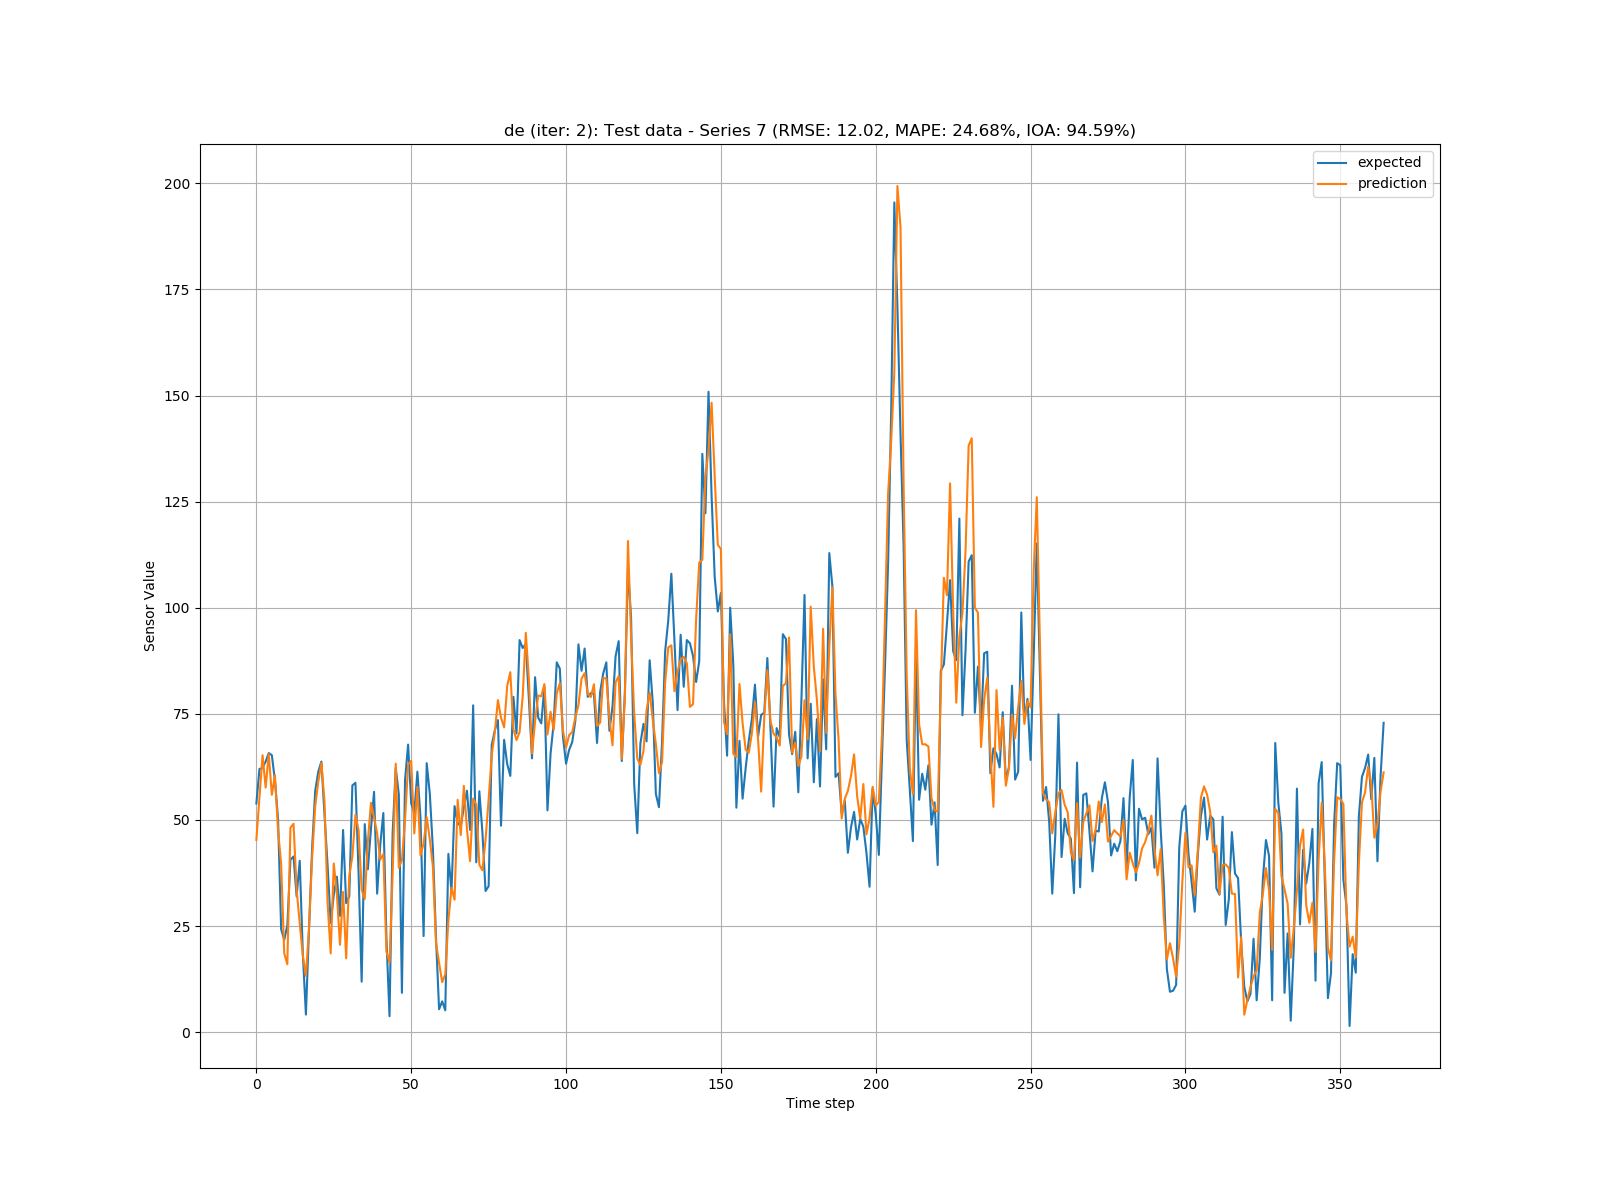 de (iter: 2): Test data - Series 7 (RMSE: 12.02, MAPE: 24.68%, IOA: 94.59%)
expected
prediction
200
175
150
125
100
75
50
25
0
Sensor Value
0 50 100 150 200 250 300 350
Time step